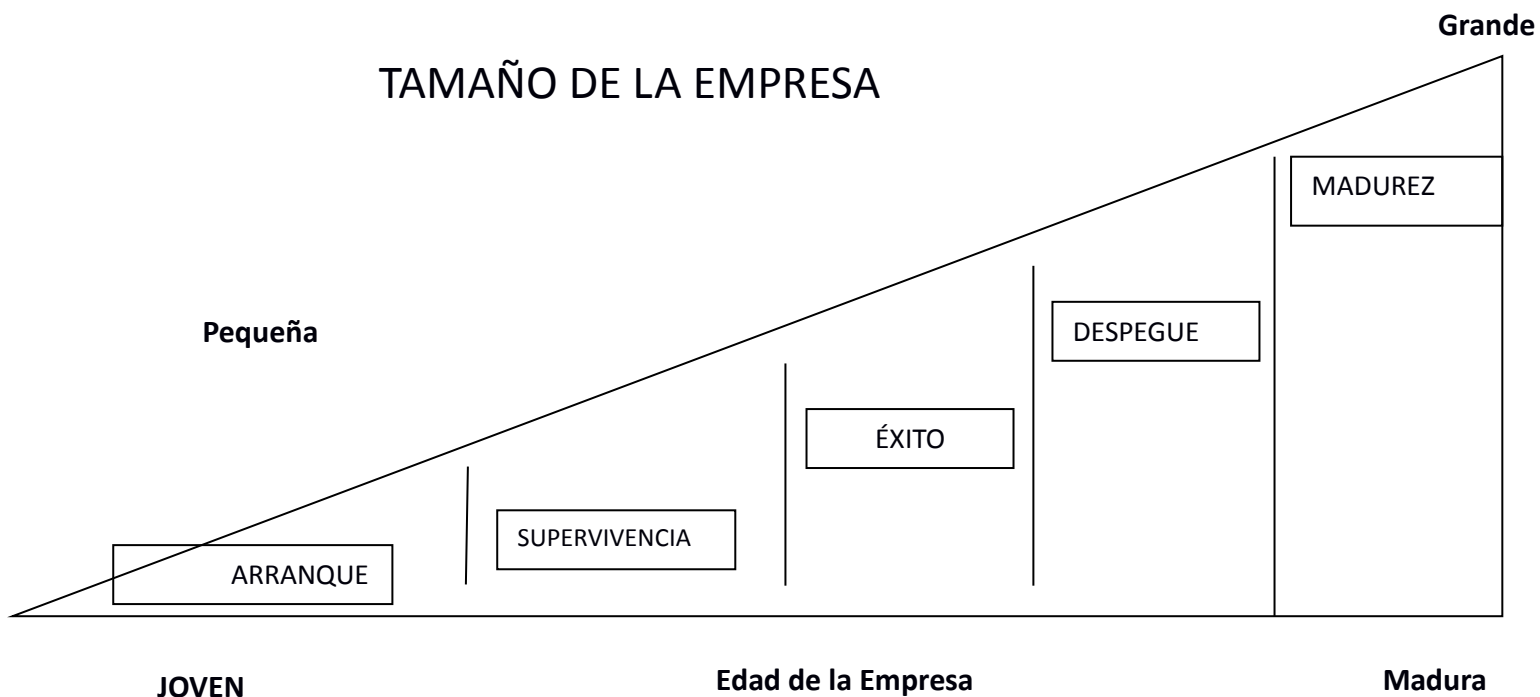 Grande
TAMAÑO DE LA EMPRESA
MADUREZ
Pequeña
DESPEGUE
ÉXITO
SUPERVIVENCIA
ARRANQUE
JOVEN
Edad de la Empresa
Madura